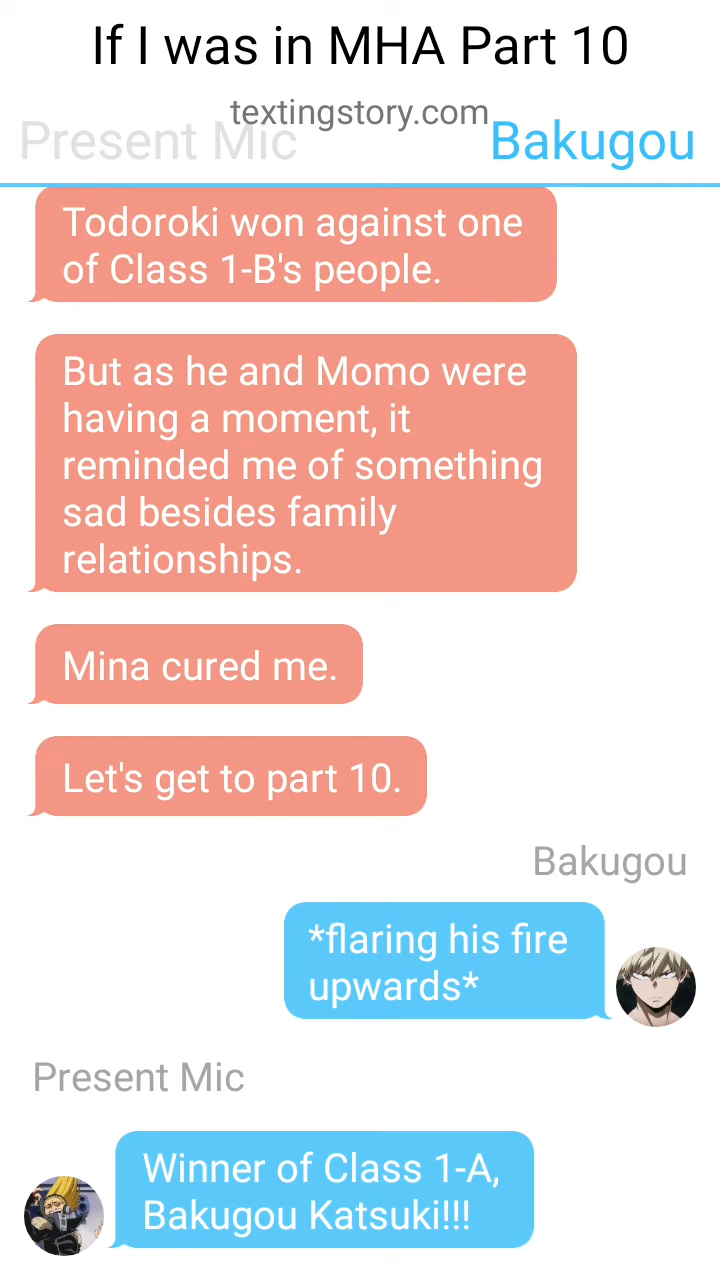 If I was in MHA Part 10
textingstory.com
Present Mic
Bakugou
Todoroki won against one
of Class 1-B's people.
But as he and Momo were
having a moment, it
reminded me of something
sad besides family
relationships.
Mina cured me.
Let's get to part 10.
Bakugou
*flaring his fire
upwards*
Present Mic
Winner of Class 1-A,
Bakugou Katsuki!!!